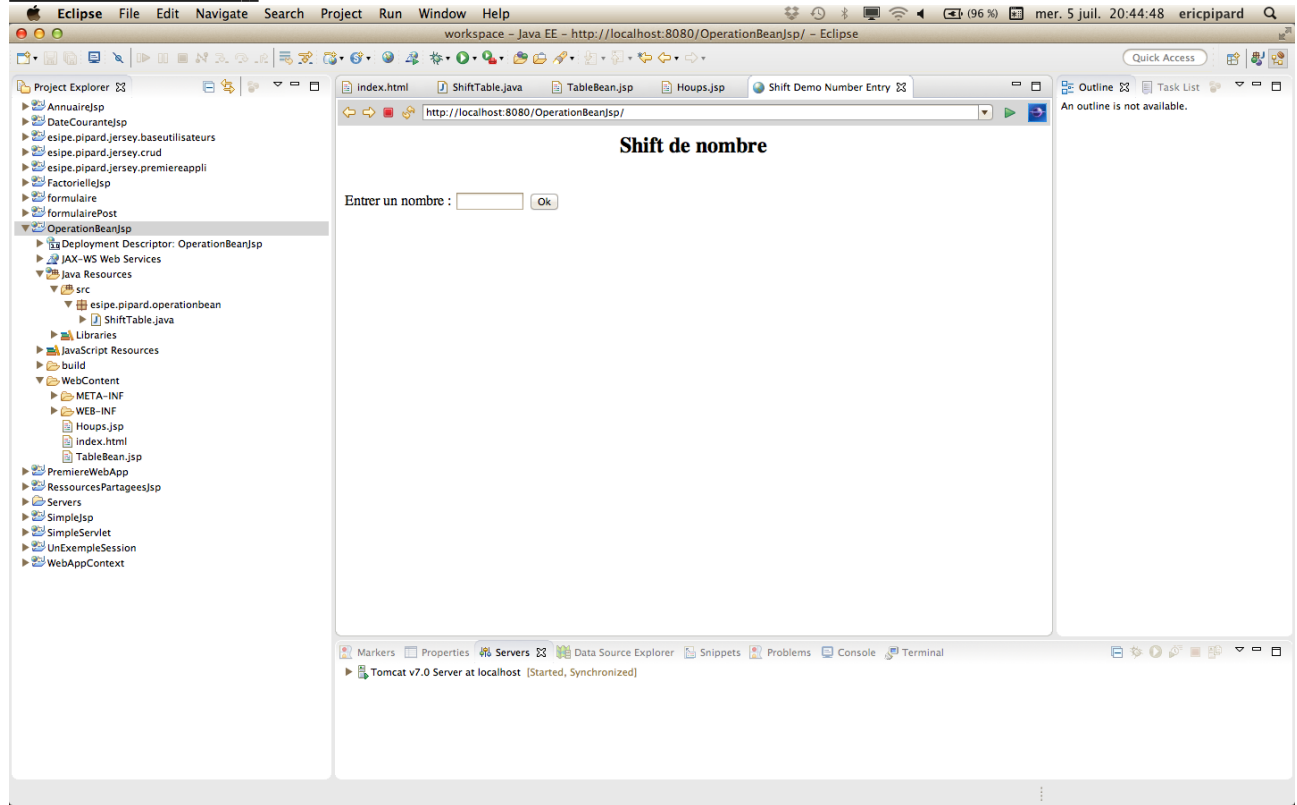 Eclipse File Edit Navigate Search Project Run Window Help (96 %) mer. 5 juil. 20:44:48 ericpipard
workspace – Java EE – http://localhost:8080/OperationBeanJsp/ – Eclipse
Quick Access
Project Explorer
AnnuaireJsp
DateCouranteJsp
esipe.pipard.jersey.baseutilisateurs
esipe.pipard.jersey.crud
esipe.pipard.jersey.premiereappli
FactorielleJsp
formulaire
formulairePost
OperationBeanJsp
Deployment Descriptor: OperationBeanJsp
JAX-WS Web Services
Java Resources
src
esipe.pipard.operationbean
ShiftTable.java
Libraries
JavaScript Resources
build
WebContent
META-INF
WEB-INF
Houps.jsp
index.html
TableBean.jsp
PremiereWebApp
RessourcesPartageesJsp
Servers
SimpleJsp
SimpleServlet
UnExempleSession
WebAppContext
index.html ShiftTable.java TableBean.jsp Houps.jsp Shift Demo Number Entry
http://localhost:8080/OperationBeanJsp/
Shift de nombre
Entrer un nombre : Ok
Outline Task List
An outline is not available.
Markers Properties Servers Data Source Explorer Snippets Problems Console Terminal
Tomcat v7.0 Server at localhost [Started, Synchronized]